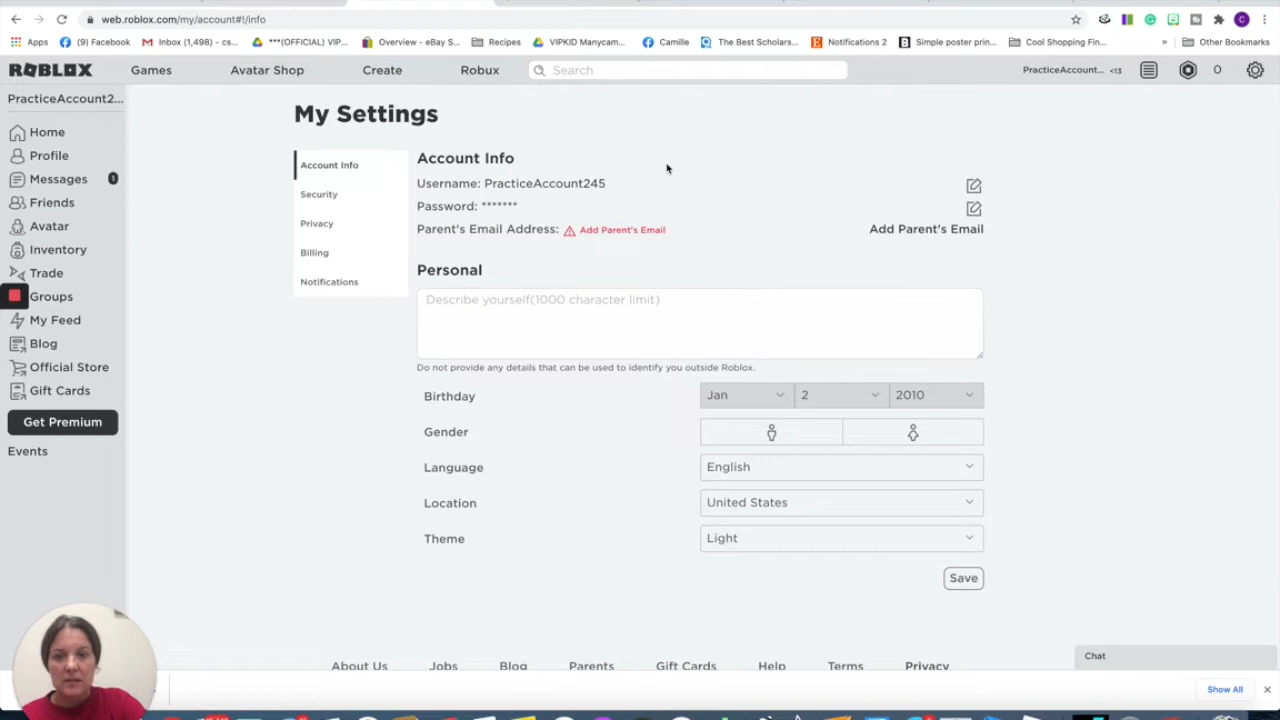 web.roblox.com/my/account#!/info
Apps (9) Facebook Inbox (1,498) - cs... ***(OFFICIAL) VIP... Overview - eBay S... Recipes VIPKID Manycam... Camille The Best Scholars... Notifications 2 Simple poster prin... Cool Shopping Fin... » Other Bookmarks
ROBLOX Games Avatar Shop Create Robux Search PracticeAccount... <13 0
PracticeAccount2...
Home
Profile
Messages 1
Friends
Avatar
Inventory
Trade
Groups
My Feed
Blog
Official Store
Gift Cards
Get Premium
Events
My Settings
Account Info
Security
Privacy
Billing
Notifications
Account Info
Username: PracticeAccount245
Password: *******
Parent's Email Address: Add Parent's Email Add Parent's Email
Personal
Describe yourself(1000 character limit)
Do not provide any details that can be used to identify you outside Roblox.
Birthday Jan 2 2010
Gender
Language English
Location United States
Theme Light
Save
About Us Jobs Blog Parents Gift Cards Help Terms Privacy
Chat
Show All